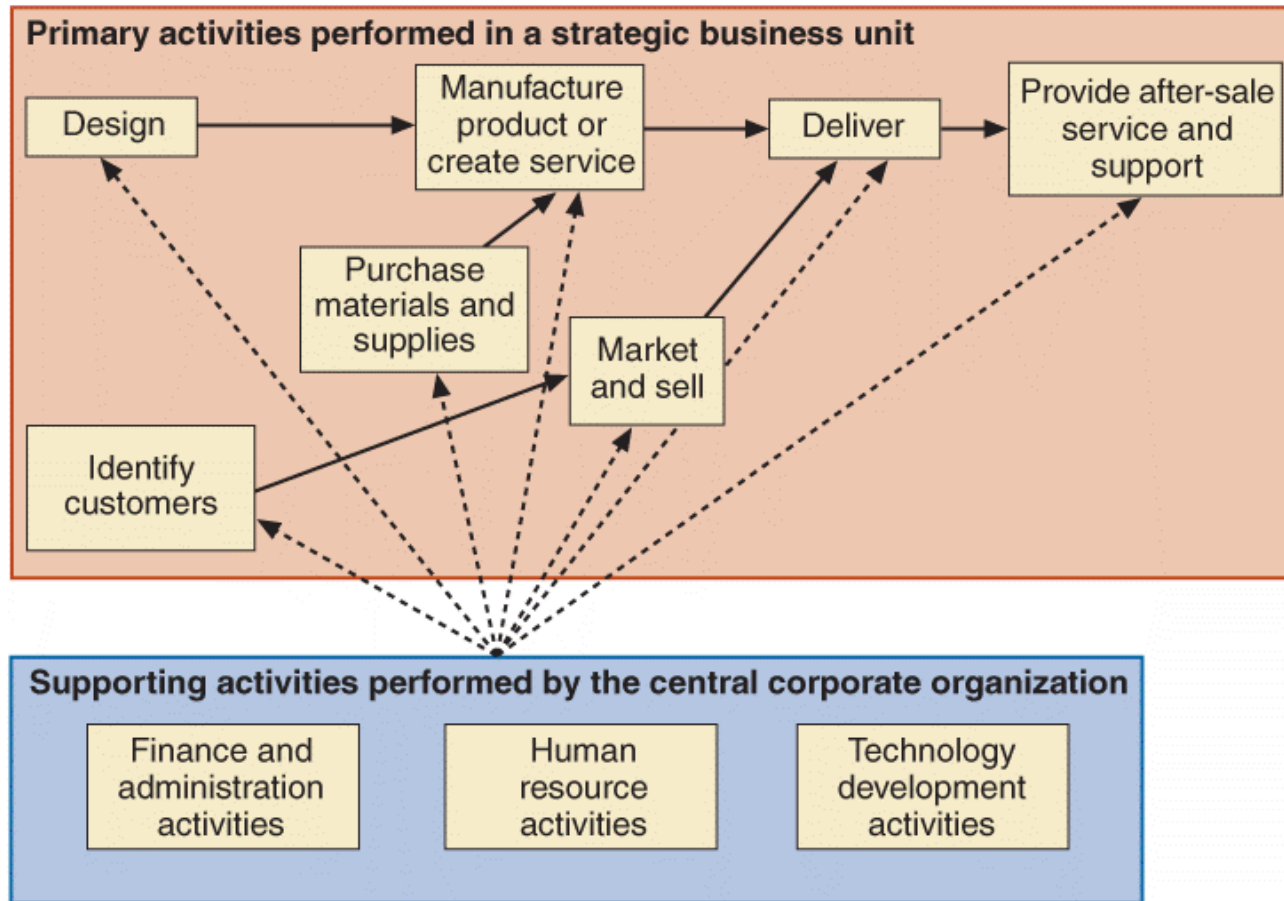 Primary activities performed in a strategic business unit
Design
Manufacture
product or
create service
Deliver
Provide after-sale
service and
support
Purchase
materials and
supplies
Market
and sell
Identify
customers
Supporting activities performed by the central corporate organization
Finance and
administration
activities
Human
resource
activities
Technology
development
activities